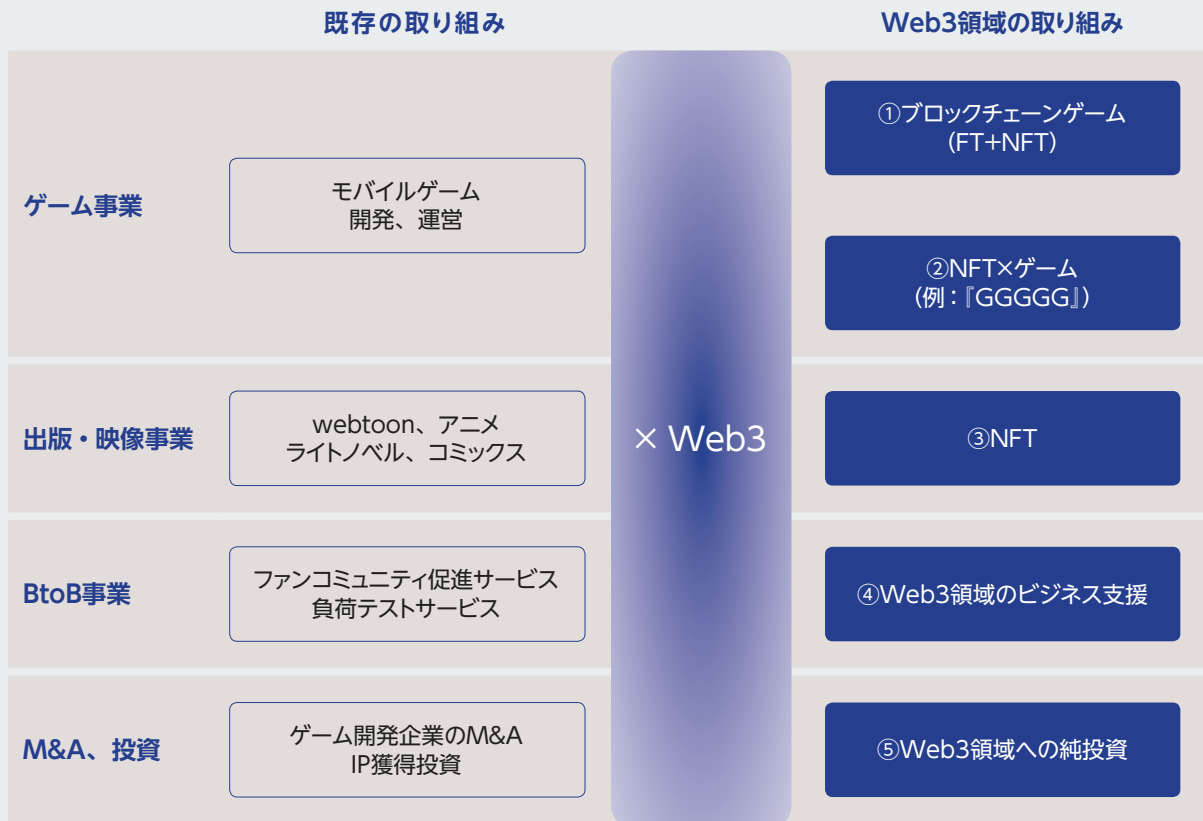 既存の取り組み
Web3領域の取り組み
ゲーム事業
モバイルゲーム
開発、運営
①ブロックチェーンゲーム
(FT+NFT)
②NFT×ゲーム
(例：『GGGGG』)
出版・映像事業
webtoon、アニメ
ライトノベル、コミックス
× Web3
③NFT
BtoB事業
ファンコミュニティ促進サービス
負荷テストサービス
④Web3領域のビジネス支援
M&A、投資
ゲーム開発企業のM&A
IP獲得投資
⑤Web3領域への純投資